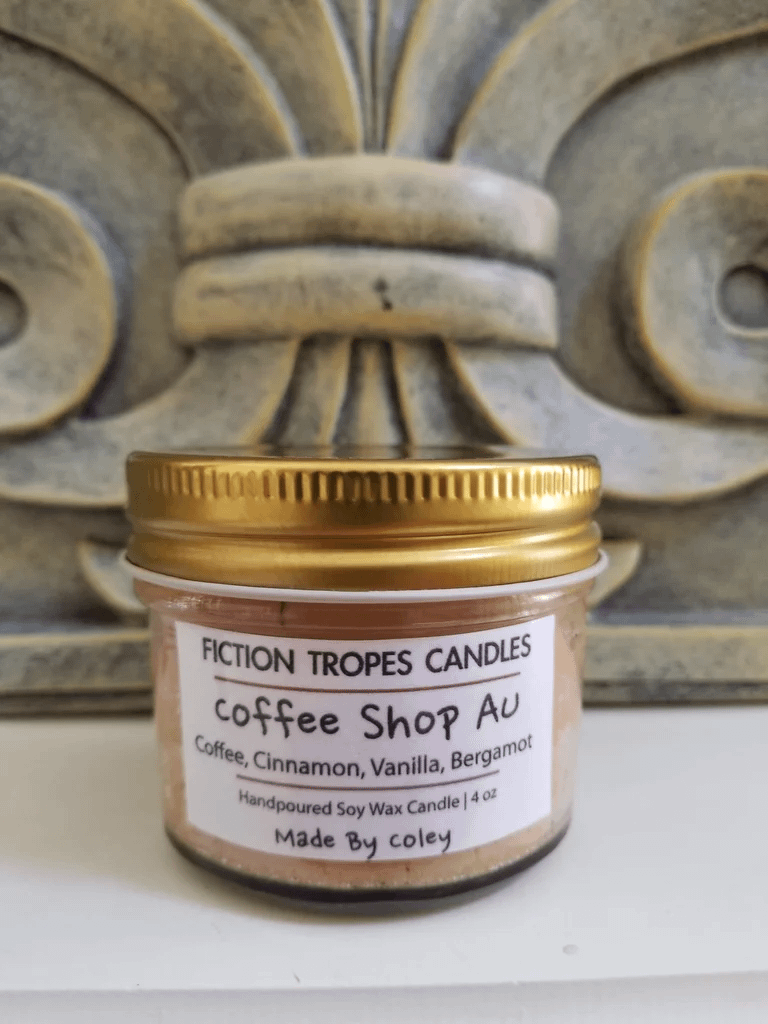 FICTION TROPES CANDLES
coffee Shop AU
Coffee, Cinnamon, Vanilla, Bergamot
Handpoured Soy Wax Candle | 4 oz
Made By coley